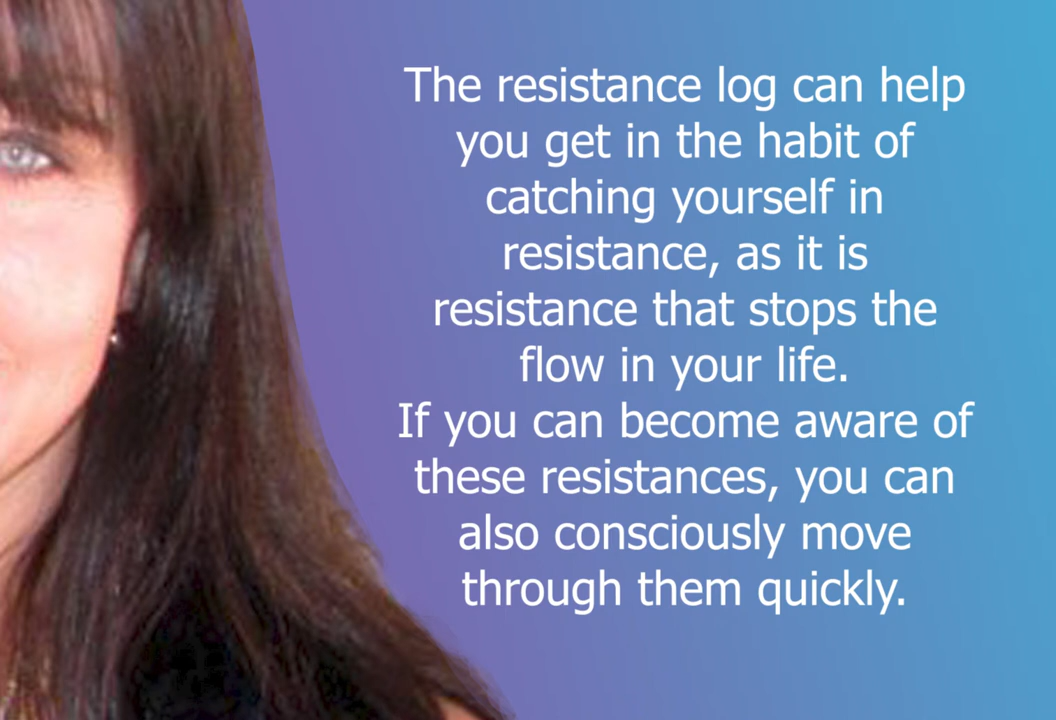 The resistance log can help
you get in the habit of
catching yourself in
resistance, as it is
resistance that stops the
flow in your life.
If you can become aware of
these resistances, you can
also consciously move
through them quickly.